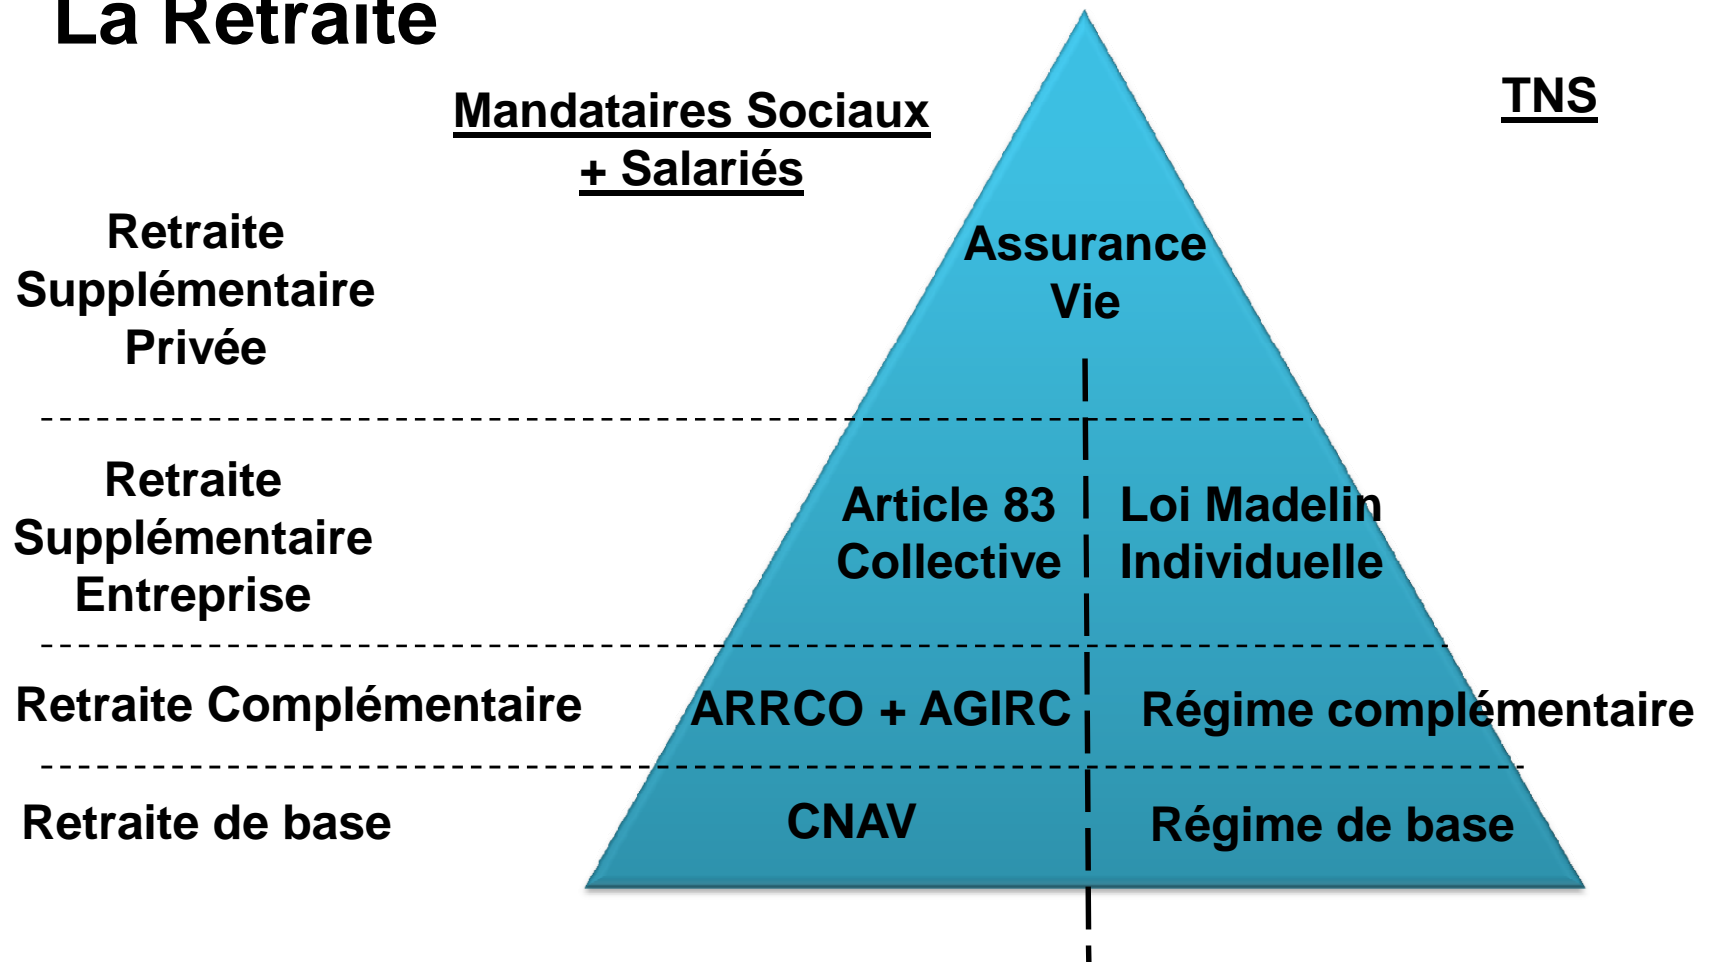 La Retraite
Mandataires Sociaux
+ Salariés
TNS
Retraite
Supplémentaire
Privée
Assurance
Vie
Retraite
Supplémentaire
Entreprise
Article 83
Collective
Loi Madelin
Individuelle
Retraite Complémentaire
ARRCO + AGIRC
Régime complémentaire
Retraite de base
CNAV
Régime de base